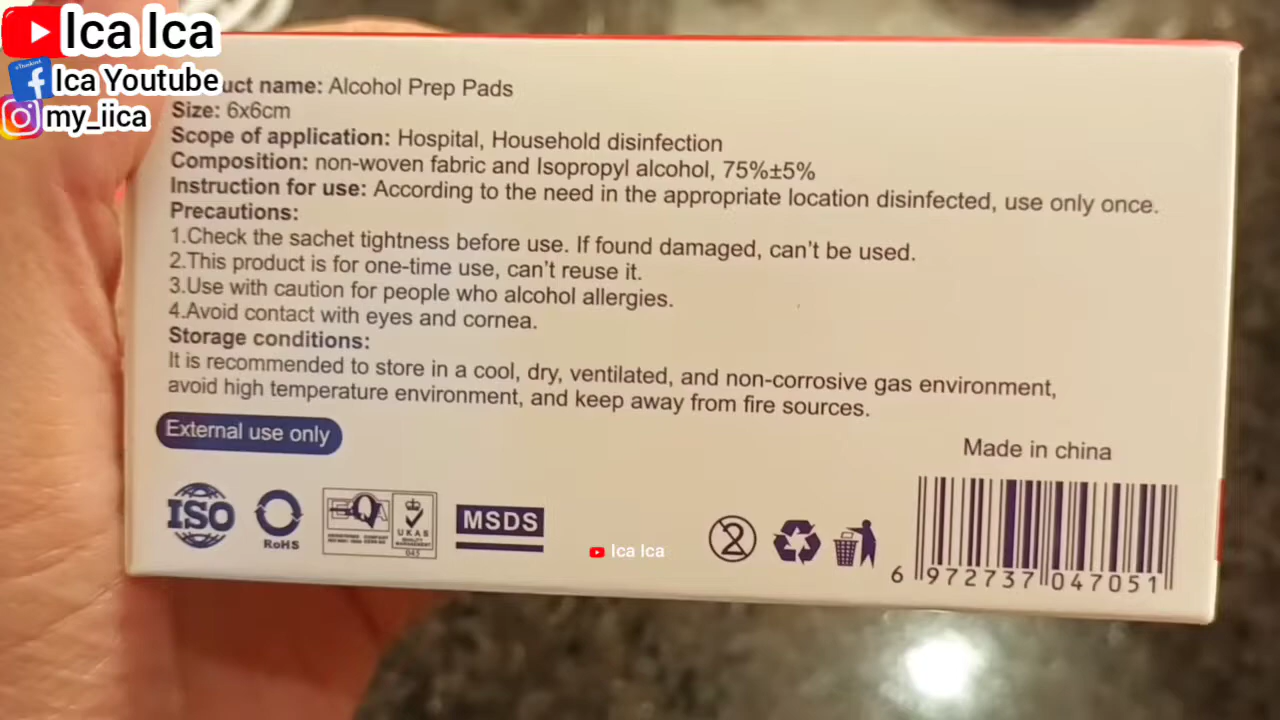 Ica Ica
Ica Youtube
my_iica
uct name: Alcohol Prep Pads
Size: 6x6cm
Scope of application: Hospital, Household disinfection
Composition: non-woven fabric and Isopropyl alcohol, 75%±5%
Instruction for use: According to the need in the appropriate location disinfected, use only once.
Precautions:
1.Check the sachet tightness before use. If found damaged, can't be used.
2.This product is for one-time use, can't reuse it.
3.Use with caution for people who alcohol allergies.
4.Avoid contact with eyes and cornea.
Storage conditions:
It is recommended to store in a cool, dry, ventilated, and non-corrosive gas environment,
avoid high temperature environment, and keep away from fire sources.
External use only
Made in china
ISO
RoHS
EQA
UKAS
QUALITY
MANAGEMENT
045
MSDS
2
Ica Ica
6 972737 047051